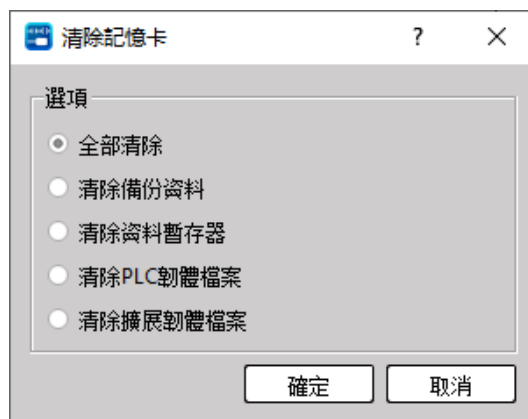 清除記憶卡
?
選項
全部清除
清除備份資料
清除資料暫存器
清除PLC韌體檔案
清除擴展韌體檔案
確定
取消